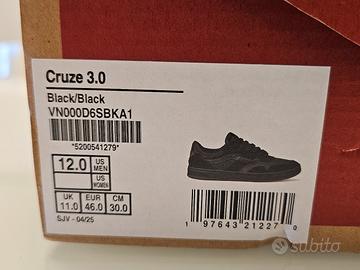 Cruze 3.0
Black/Black
VN000D6SBKA1
*5200541279*
12.0 US MEN
US WOMEN
UK EUR CM
11.0 46.0 30.0
SJV - 04/25
1 97643 21227 0
subito